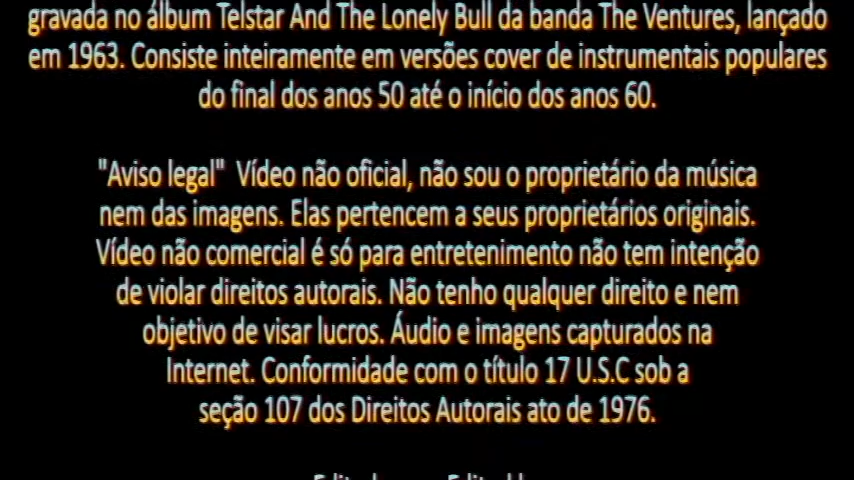 gravada no álbum Telstar And The Lonely Bull da banda The Ventures, lançado
em 1963. Consiste inteiramente em versões cover de instrumentais populares
do final dos anos 50 até o início dos anos 60.
"Aviso legal"  Vídeo não oficial, não sou o proprietário da música
nem das imagens. Elas pertencem a seus proprietários originais.
Vídeo não comercial é só para entretenimento não tem intenção
de violar direitos autorais. Não tenho qualquer direito e nem
objetivo de visar lucros. Áudio e imagens capturados na
Internet. Conformidade com o título 17 U.S.C sob a
seção 107 dos Direitos Autorais ato de 1976.